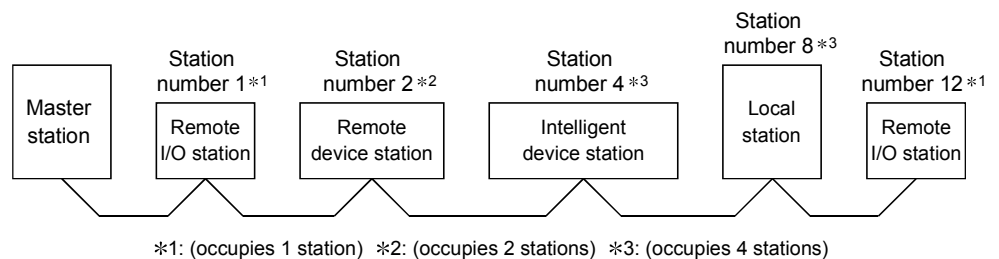 Master
station
Station
number 1*1
Remote
I/O station
Station
number 2*2
Remote
device station
Station
number 4*3
Intelligent
device station
Station
number 8*3
Local
station
Station
number 12*1
Remote
I/O station
*1: (occupies 1 station) *2: (occupies 2 stations) *3: (occupies 4 stations)